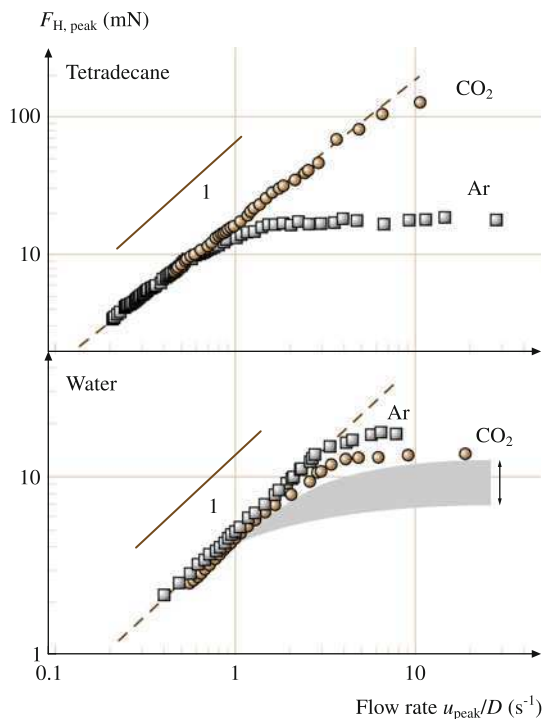 F_H, peak (mN)
Tetradecane
CO₂
100
Ar
1
10
Water
Ar
CO₂
10
1
1
0.1
1
10
Flow rate u_peak/D (s⁻¹)